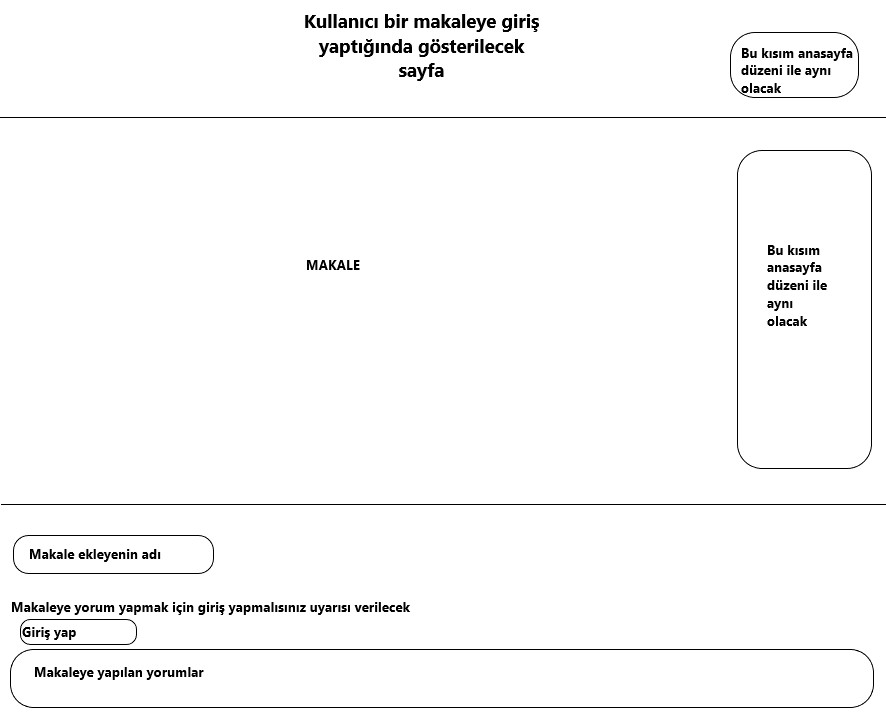 Kullanıcı bir makaleye giriş
yaptığında gösterilecek
sayfa
Bu kısım anasayfa
düzeni ile aynı
olacak
MAKALE
Bu kısım
anasayfa
düzeni ile
aynı
olacak
Makale ekleyenin adı
Makaleye yorum yapmak için giriş yapmalısınız uyarısı verilecek
Giriş yap
Makaleye yapılan yorumlar